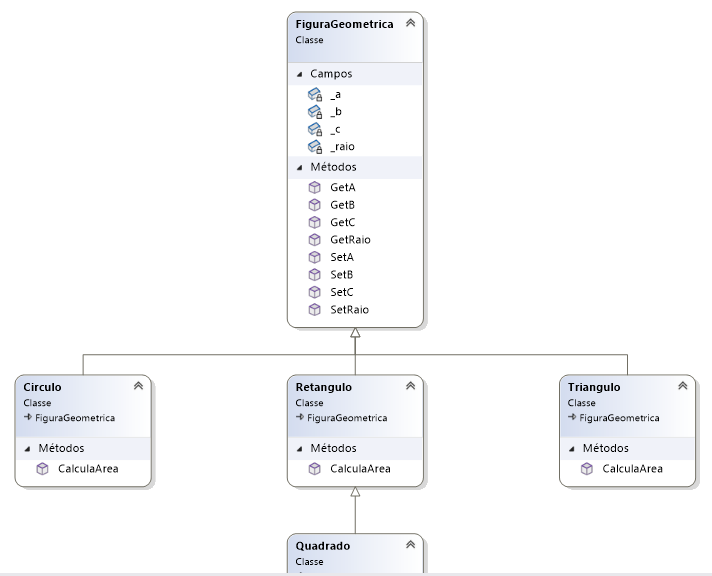 FiguraGeometrica
Classe
Campos
_a
_b
_c
_raio
Métodos
GetA
GetB
GetC
GetRaio
SetA
SetB
SetC
SetRaio
Circulo
Classe
FiguraGeometrica
Métodos
CalculaArea
Retangulo
Classe
FiguraGeometrica
Métodos
CalculaArea
Triangulo
Classe
FiguraGeometrica
Métodos
CalculaArea
Quadrado
Classe